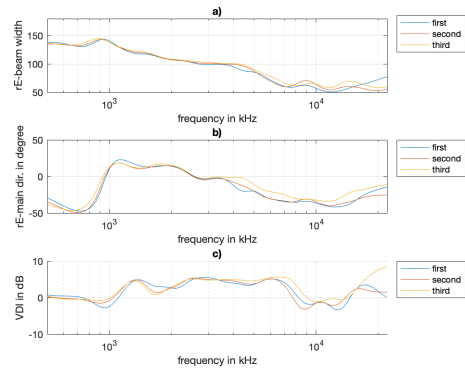 a)
rE-beam width
150
100
50
10³
10⁴
frequency in kHz
first
second
third
b)
rE-main dir. in degree
50
0
-50
10³
10⁴
frequency in kHz
first
second
third
c)
VDI in dB
10
0
-10
10³
10⁴
frequency in kHz
first
second
third